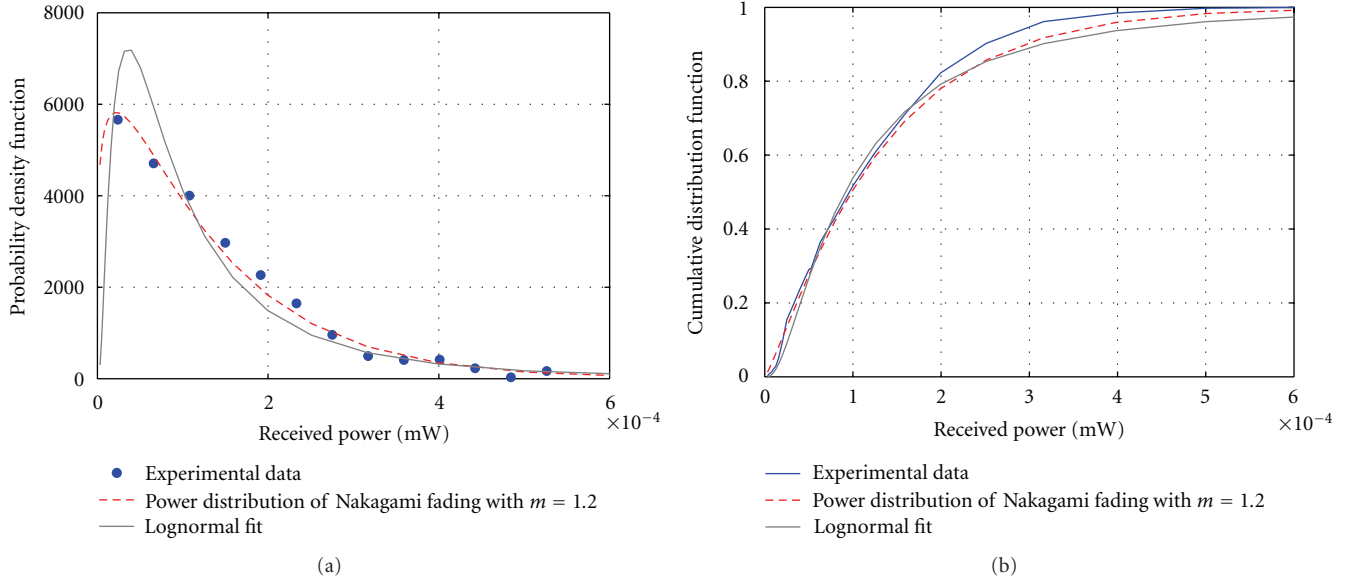 8000
6000
4000
2000
0
Probability density function
0
2
4
6
×10−4
Received power (mW)
Experimental data
Power distribution of Nakagami fading with m = 1.2
Lognormal fit
(a)
1
0.8
0.6
0.4
0.2
0
Cumulative distribution function
0
1
2
3
4
5
6
×10−4
Received power (mW)
Experimental data
Power distribution of Nakagami fading with m = 1.2
Lognormal fit
(b)